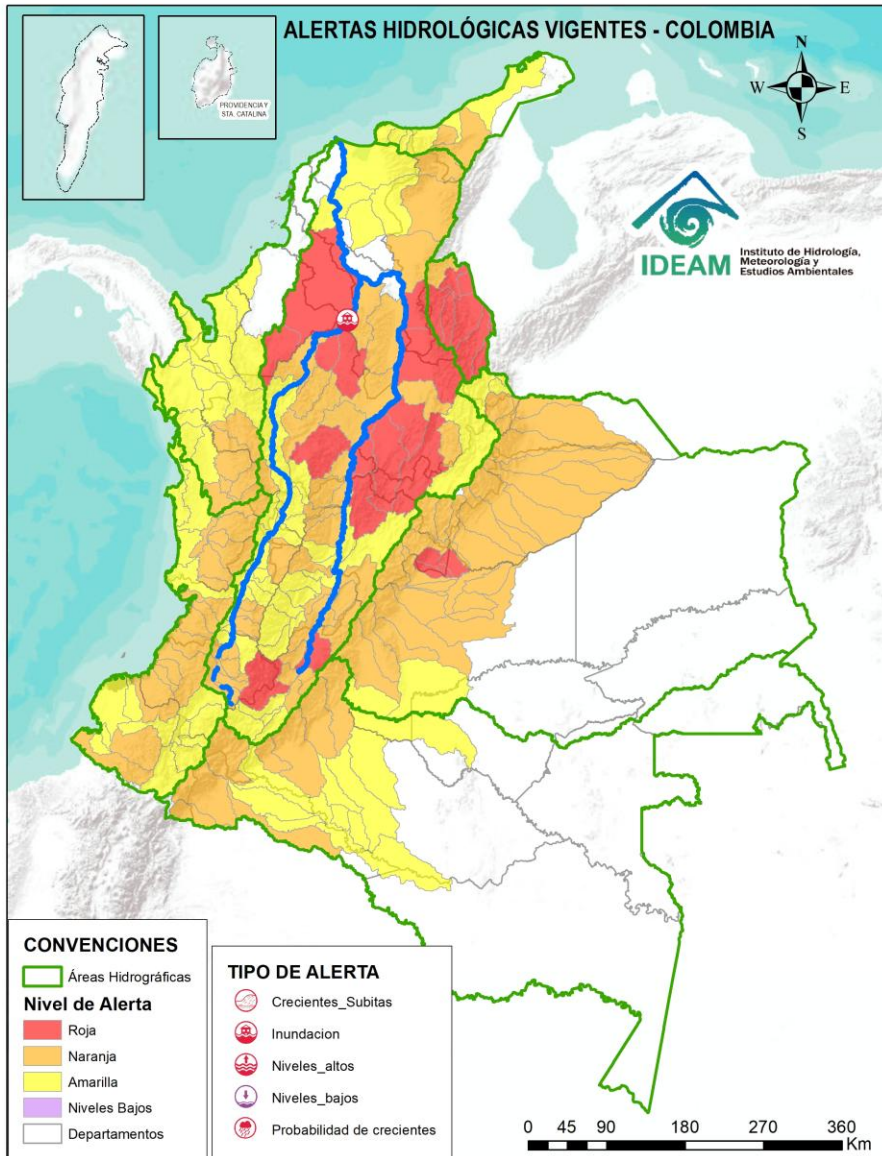 ALERTAS HIDROLÓGICAS VIGENTES - COLOMBIA
PROVIDENCIA Y
STA. CATALINA
N
W
E
S
IDEAM
Instituto de Hidrología,
Meteorología y
Estudios Ambientales
CONVENCIONES
Áreas Hidrográficas
Nivel de Alerta
Roja
Naranja
Amarilla
Niveles Bajos
Departamentos
TIPO DE ALERTA
Crecientes_Subitas
Inundacion
Niveles_altos
Niveles_bajos
Probabilidad de crecientes
0 45 90 180 270 360
Km